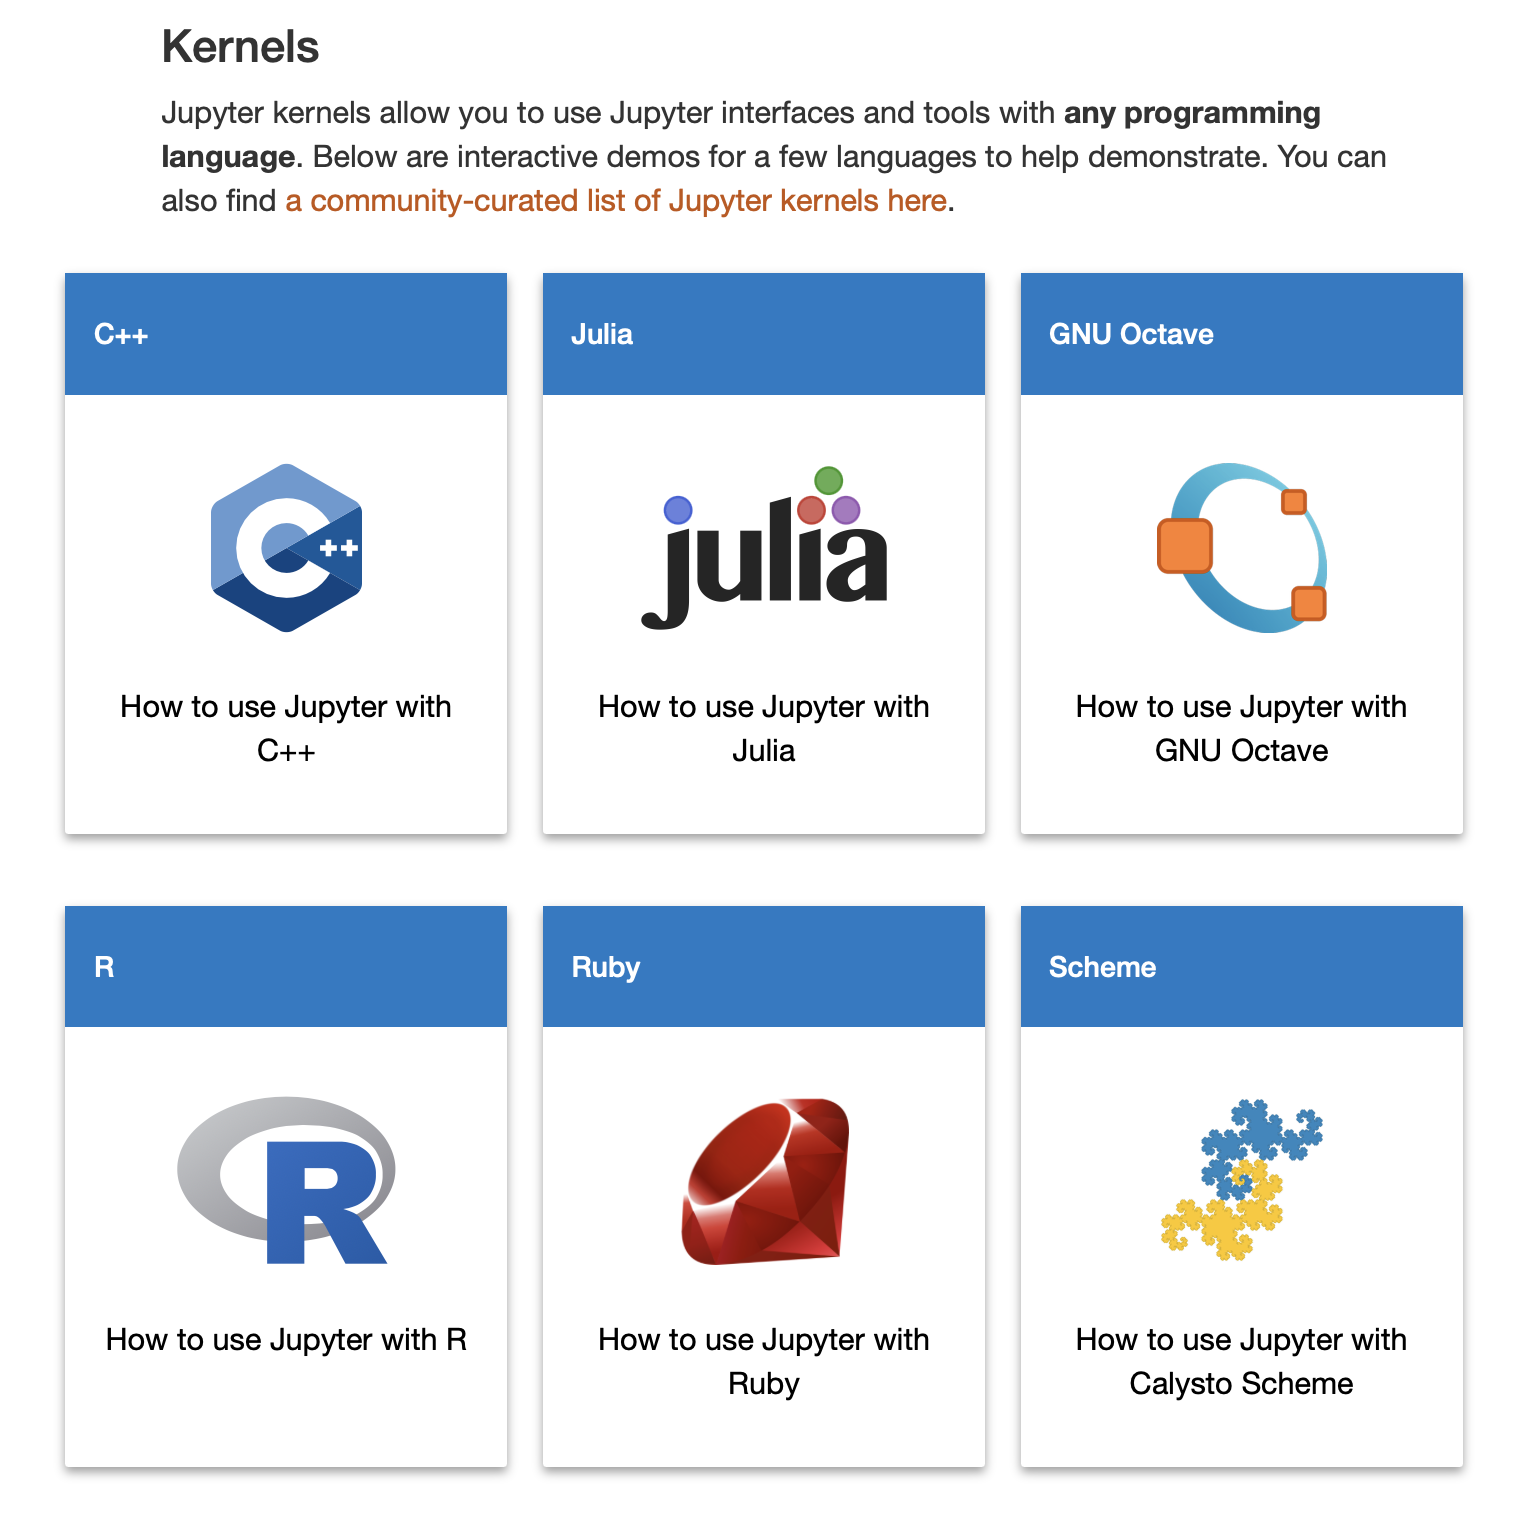 Kernels
Jupyter kernels allow you to use Jupyter interfaces and tools with any programming
language. Below are interactive demos for a few languages to help demonstrate. You can
also find a community-curated list of Jupyter kernels here.
C++
Julia
GNU Octave
C++
julia
How to use Jupyter with
C++
How to use Jupyter with
Julia
How to use Jupyter with
GNU Octave
R
Ruby
Scheme
R
How to use Jupyter with R
How to use Jupyter with
Ruby
How to use Jupyter with
Calysto Scheme